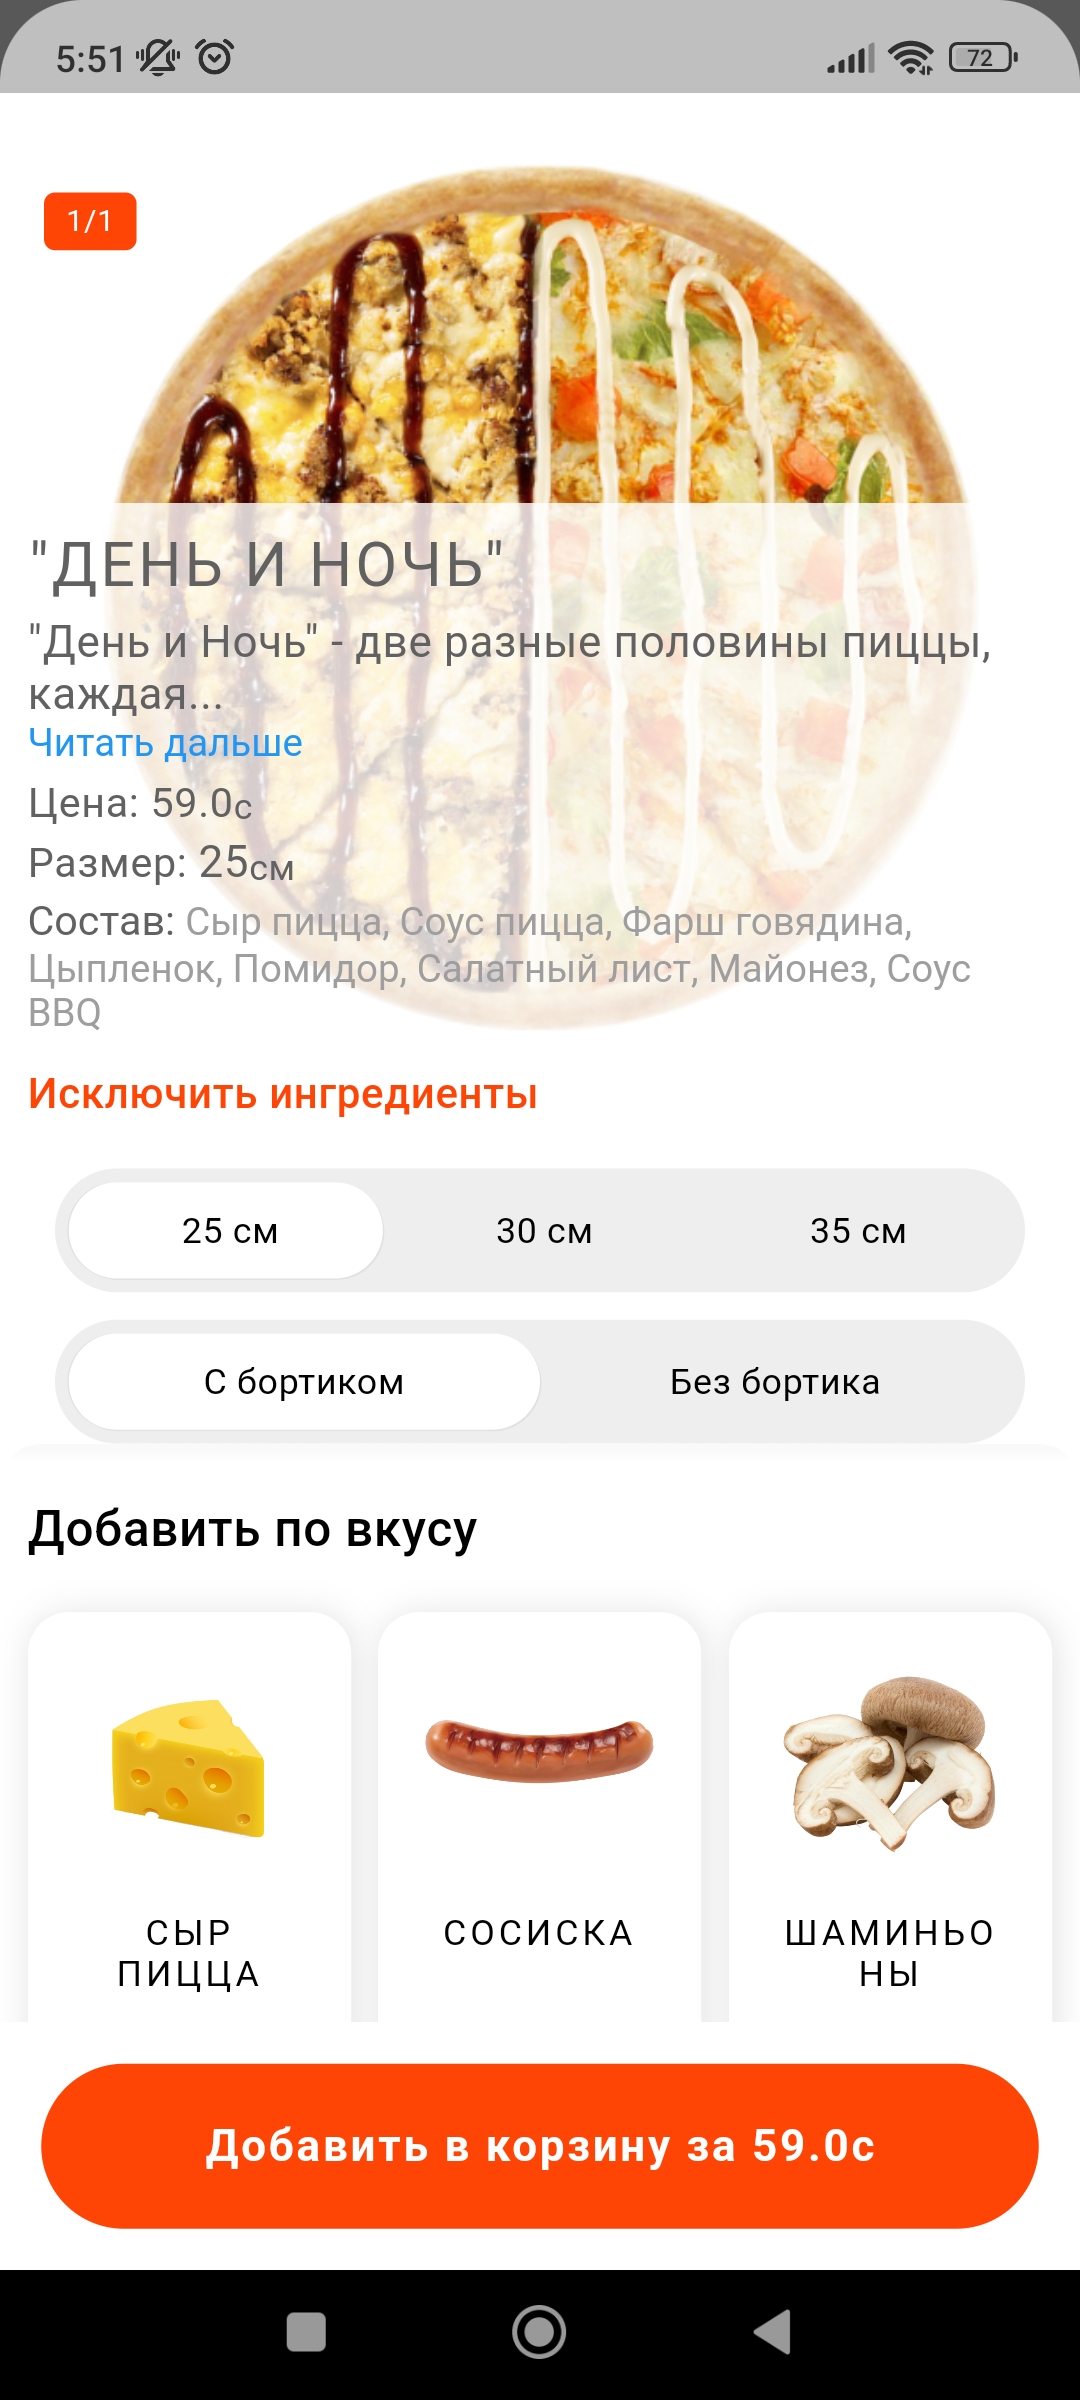 5:51
72
1/1
"ДЕНЬ И НОЧЬ"
"День и Ночь" - две разные половины пиццы,
каждая...
Читать дальше
Цена: 59.0с
Размер: 25см
Состав: Сыр пицца, Соус пицца, Фарш говядина,
Цыпленок, Помидор, Салатный лист, Майонез, Соус
BBQ
Исключить ингредиенты
25 см
30 см
35 см
С бортиком
Без бортика
Добавить по вкусу
СЫР
ПИЦЦА
СОСИСКА
ШАМИНЬО
НЫ
Добавить в корзину за 59.0с